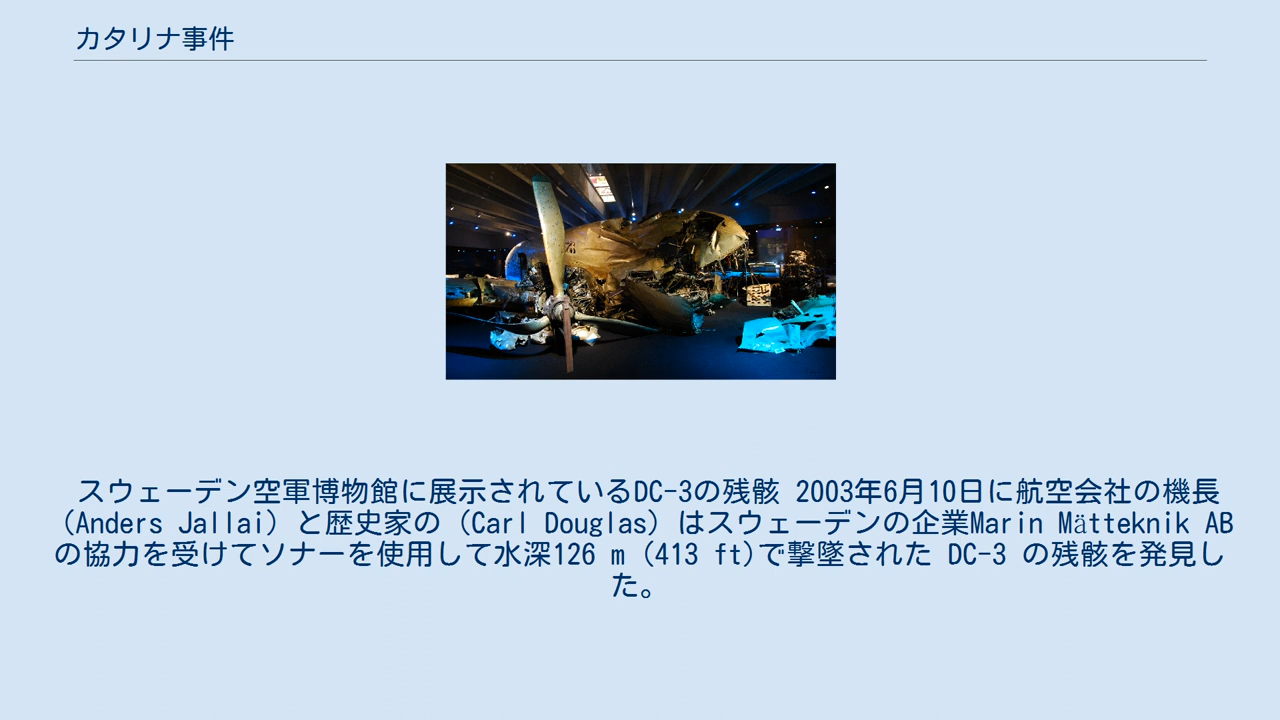 カタリナ事件
スウェーデン空軍博物館に展示されているDC-3の残骸 2003年6月10日に航空会社の機長
（Anders Jallai）と歴史家の（Carl Douglas）はスウェーデンの企業Marin Mätteknik AB
の協力を受けてソナーを使用して水深126 m (413 ft)で撃墜された DC-3 の残骸を発見し
た。